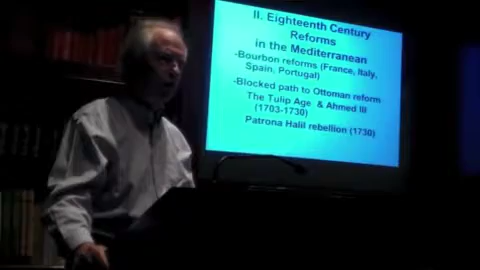 II. Eighteenth Century
Reforms
in the Mediterranean
-Bourbon reforms (France, Italy,
Spain, Portugal)
-Blocked path to Ottoman reform
The Tulip Age & Ahmed III
(1703-1730)
Patrona Halil rebellion (1730)